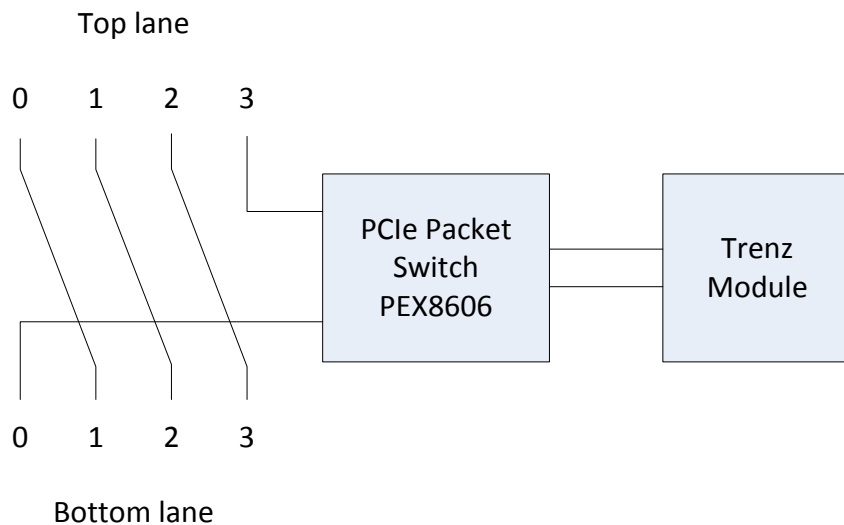 Top lane
0 1 2 3
PCIe Packet
Switch
PEX8606
Trenz
Module
0 1 2 3
Bottom lane